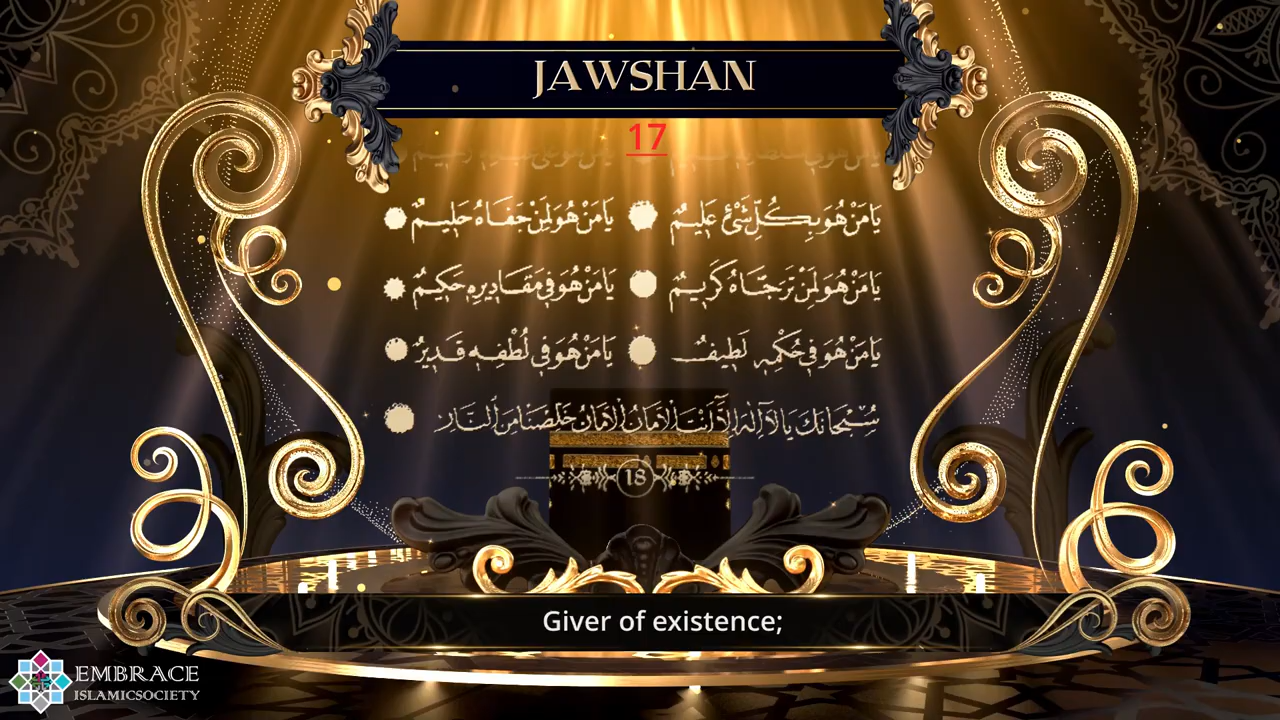 JAWSHAN
17
يَا مَنْ هُوَ بِكُلِّ شَيْءٍ عَلِيمٌ يَا مَنْ هُوَ لِمَنْ جَفَاهُ حَلِيمٌ
يَا مَنْ هُوَ لِمَنْ تَرَجَّاهُ كَرِيمٌ يَا مَنْ هُوَ فِي مَقَادِيرِهِ حَكِيمٌ
يَا مَنْ هُوَ فِي حُكْمِهِ لَطِيفٌ يَا مَنْ هُوَ فِي لُطْفِهِ قَدِيرٌ
سُبْحَانَكَ يَا لَا إِلٰهَ إِلَّا أَنْتَ الْأَمَانُ الْأَمَانُ خَلِّصْنَا مِنَ النَّارِ
18
Giver of existence;
EMBRACE
ISLAMICSOCIETY